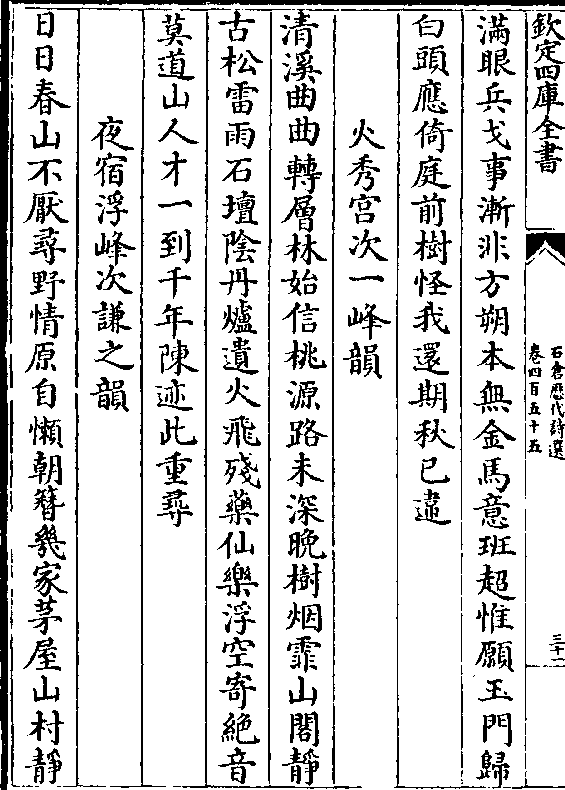 欽定四庫全書
石倉歷代詩選
卷四百五十五
三十一
滿眼兵戈事漸非方朔本無金馬意班超惟願玉門歸
白頭應倚庭前樹怪我還期秋已違
火秀宮次一峰韻
清溪曲曲轉層林始信桃源路未深晚樹烟霏山閣靜
古松雷雨石壇陰丹爐遺火飛殘藥仙樂浮空寄絕音
莫道山人才一到千年陳迹此重尋
夜宿浮峰次謙之韻
日日春山不厭尋野情原自懶朝簪幾家茅屋山村靜